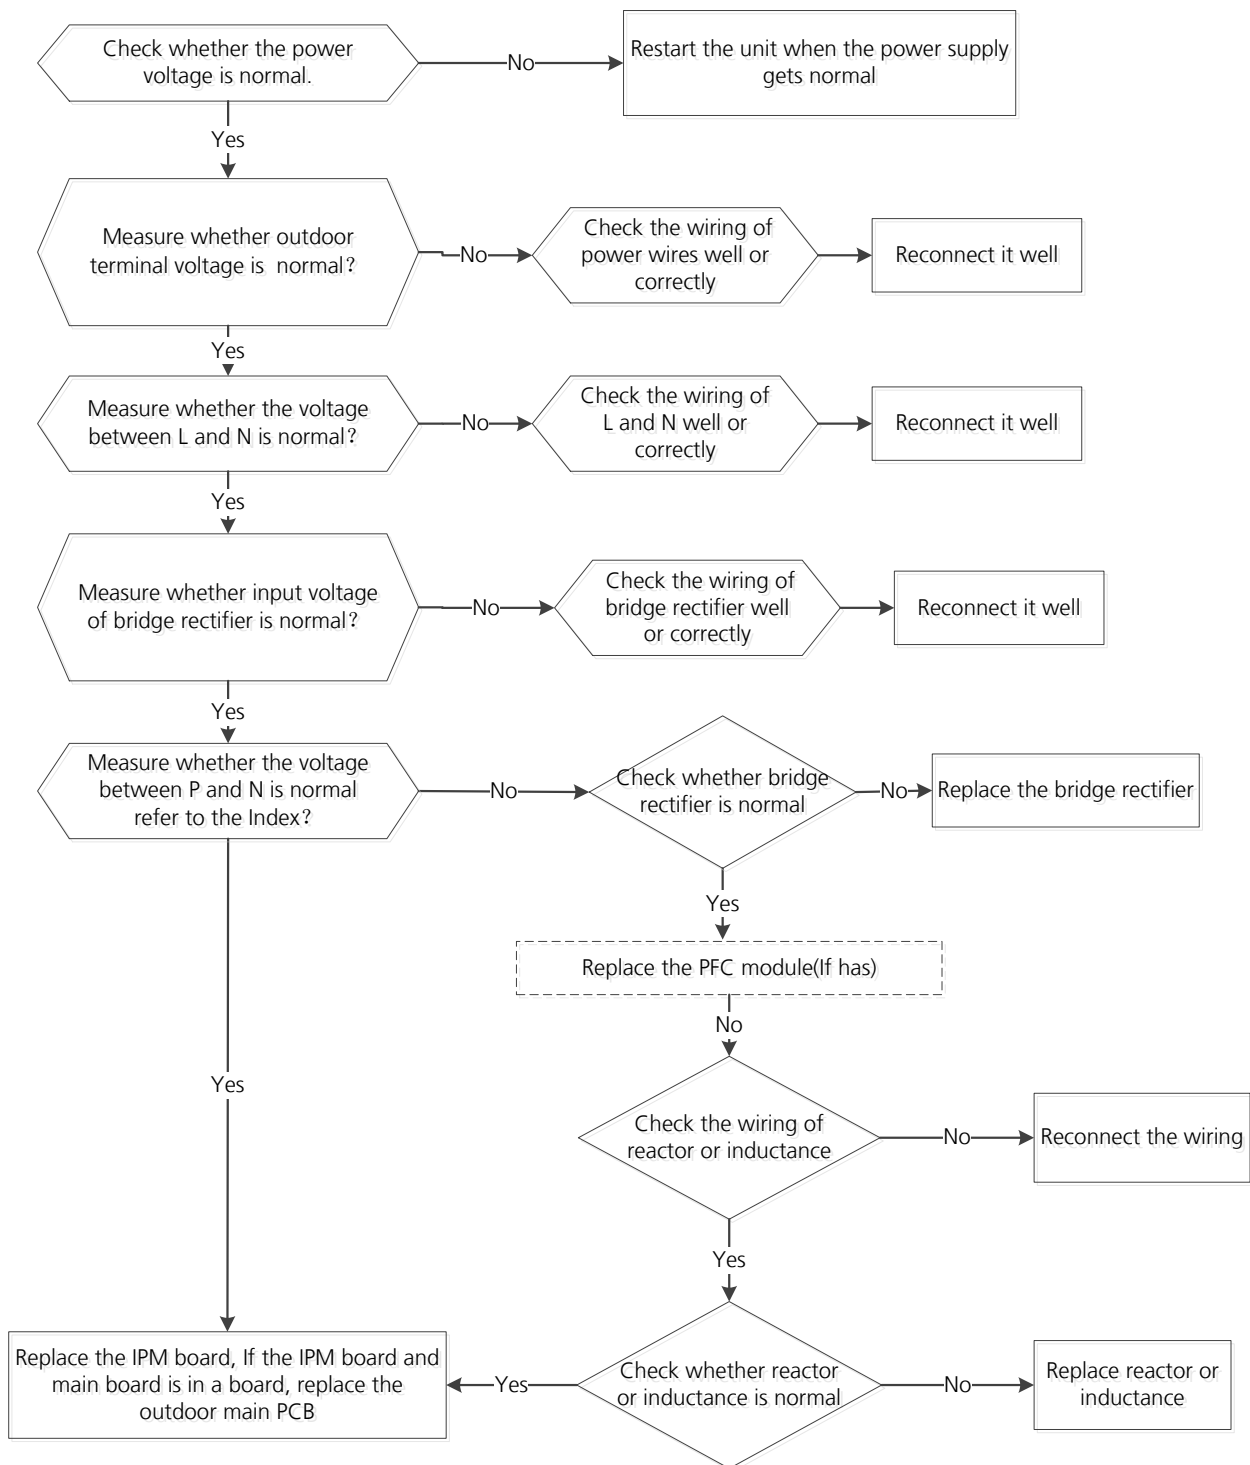 Check whether the power
voltage is normal.
No
Restart the unit when the power supply
gets normal
Yes
Measure whether outdoor
terminal voltage is normal？
No
Check the wiring of
power wires well or
correctly
Reconnect it well
Yes
Measure whether the voltage
between L and N is normal？
No
Check the wiring of
L and N well or
correctly
Reconnect it well
Yes
Measure whether input voltage
of bridge rectifier is normal？
No
Check the wiring of
bridge rectifier well
or correctly
Reconnect it well
Yes
Measure whether the voltage
between P and N is normal
refer to the Index？
No
Check whether bridge
rectifier is normal
No
Replace the bridge rectifier
Yes
Replace the PFC module(If has)
No
Yes
Check the wiring of
reactor or inductance
No
Reconnect the wiring
Yes
Replace the IPM board, If the IPM board and
main board is in a board, replace the
outdoor main PCB
Yes
Check whether reactor
or inductance is normal
No
Replace reactor or
inductance